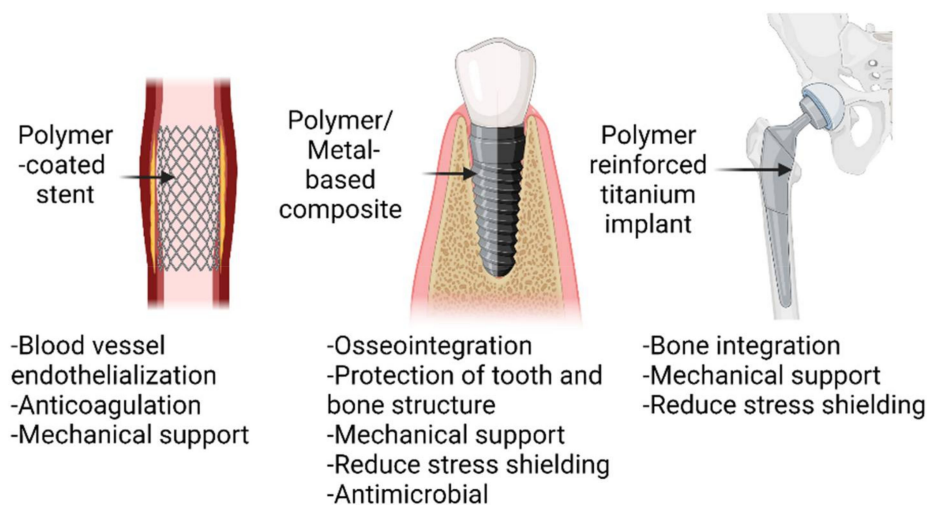 Polymer
-coated
stent
-Blood vessel
endothelialization
-Anticoagulation
-Mechanical support
Polymer/
Metal-
based
composite
-Osseointegration
-Protection of tooth and
bone structure
-Mechanical support
-Reduce stress shielding
-Antimicrobial
Polymer
reinforced
titanium
implant
-Bone integration
-Mechanical support
-Reduce stress shielding